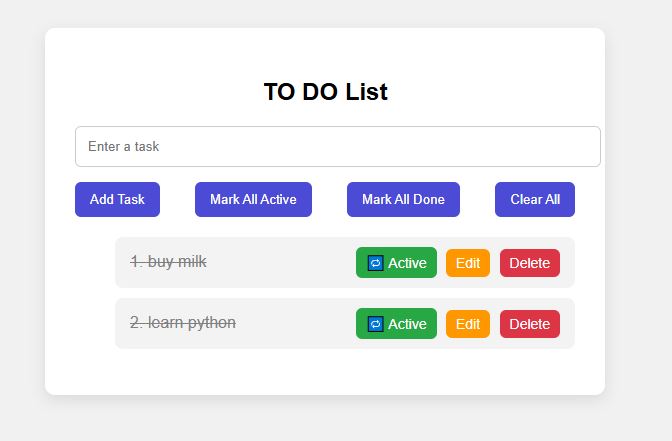 TO DO List
Enter a task
Add Task Mark All Active Mark All Done Clear All
1. buy milk 🔁 Active Edit Delete
2. learn python 🔁 Active Edit Delete